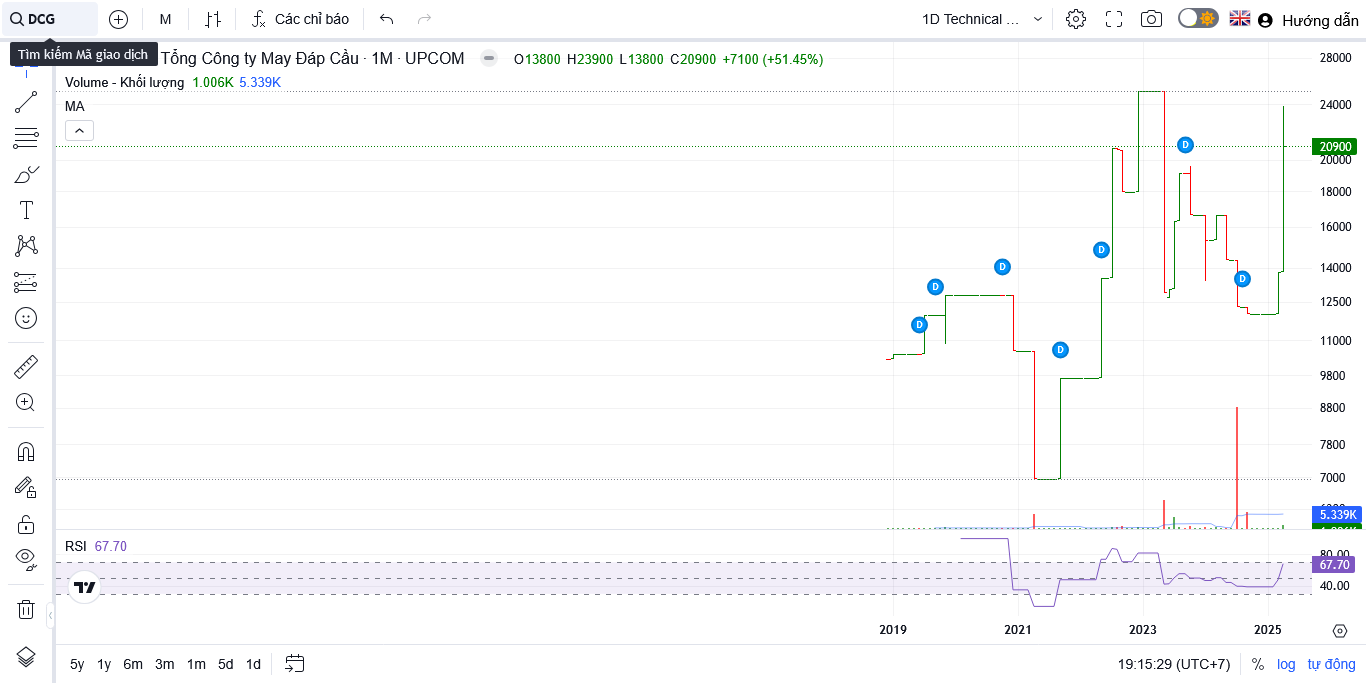 DCG
M
Các chỉ báo
1D Technical ...
Hướng dẫn
Tìm kiếm Mã giao dịch
Tổng Công ty May Đáp Cầu · 1M · UPCOM
O13800 H23900 L13800 C20900 +7100 (+51.45%)
Volume - Khối lượng 1.006K 5.339K
MA
28000
24000
20900
20000
18000
16000
14000
12500
11000
9800
8800
7800
7000
5.339K
D
D
D
D
D
D
D
RSI 67.70
80.00
67.70
40.00
2019
2021
2023
2025
5y 1y 6m 3m 1m 5d 1d
19:15:29 (UTC+7)
% log tự động